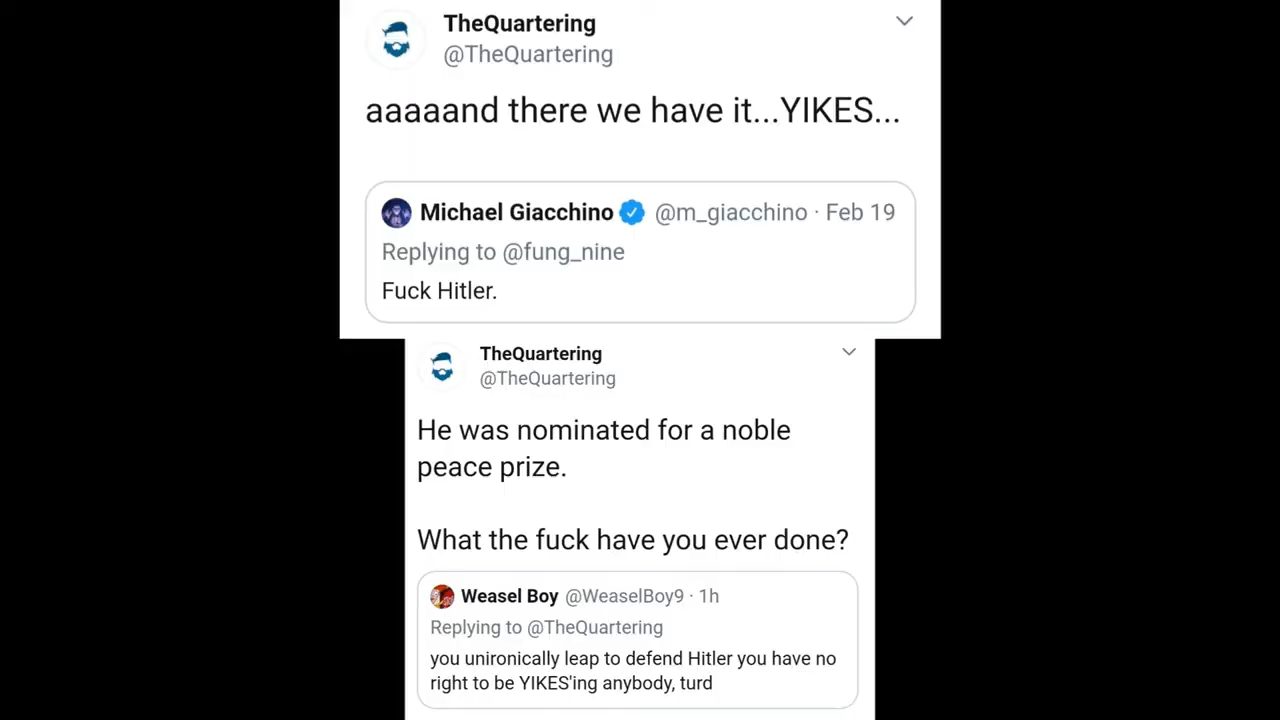 TheQuartering
@TheQuartering
aaaaand there we have it...YIKES...
Michael Giacchino @m_giacchino · Feb 19
Replying to @fung_nine
Fuck Hitler.
TheQuartering
@TheQuartering
He was nominated for a noble
peace prize.
What the fuck have you ever done?
Weasel Boy @WeaselBoy9 · 1h
Replying to @TheQuartering
you unironically leap to defend Hitler you have no
right to be YIKES'ing anybody, turd